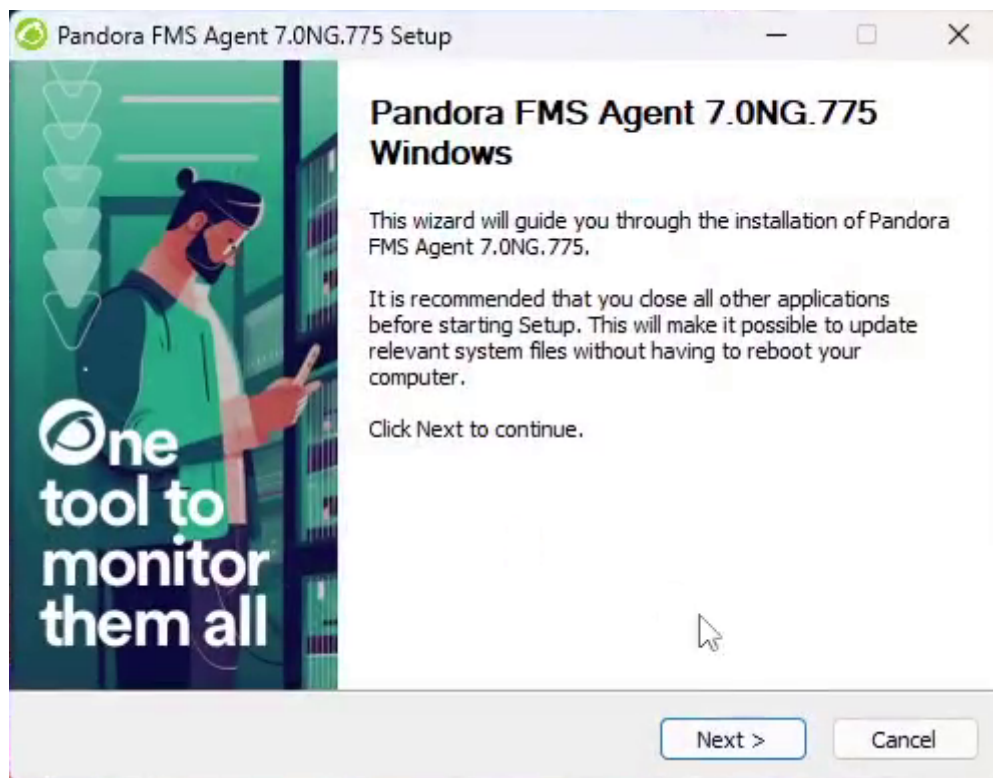 Pandora FMS Agent 7.0NG.775 Setup
Pandora FMS Agent 7.0NG.775
Windows
This wizard will guide you through the installation of Pandora
FMS Agent 7.0NG.775.
It is recommended that you close all other applications
before starting Setup. This will make it possible to update
relevant system files without having to reboot your
computer.
Click Next to continue.
One
tool to
monitor
them all
Next >
Cancel